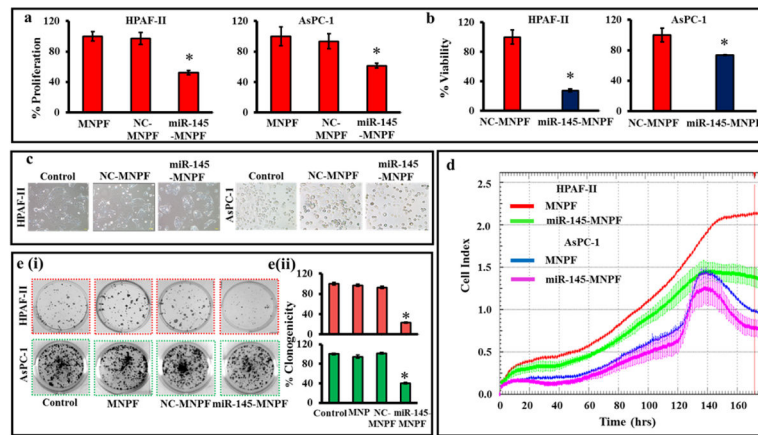 a
HPAF-II
AsPC-1
% Proliferation
120
80
40
0
*
MNPF
NC-
MNPF
miR-145
-MNPF
120
80
40
0
*
MNPF
NC-
MNPF
miR-145
-MNPF
b
HPAF-II
AsPC-1
% Viability
120
80
40
0
*
NC-MNPF
miR-145-MNPF
120
80
40
0
*
NC-MNPF
miR-145-MNPF
c
Control
NC-MNPF
miR-145
-MNPF
HPAF-II
Control
NC-MNPF
miR-145
-MNPF
AsPC-1
d
Cell Index
2.5
2.0
1.5
1.0
0.5
0.0
HPAF-II
MNPF
miR-145-MNPF
AsPC-1
MNPF
miR-145-MNPF
0 20 40 60 80 100 120 140 160
Time (hrs)
e (i)
HPAF-II
AsPC-1
Control
MNPF
NC-MNPF
miR-145-MNPF
e(ii)
% Clonogenicity
120
80
40
0
*
120
80
40
0
*
Control
MNP
NC-
MNPF
miR-145-
MNPF